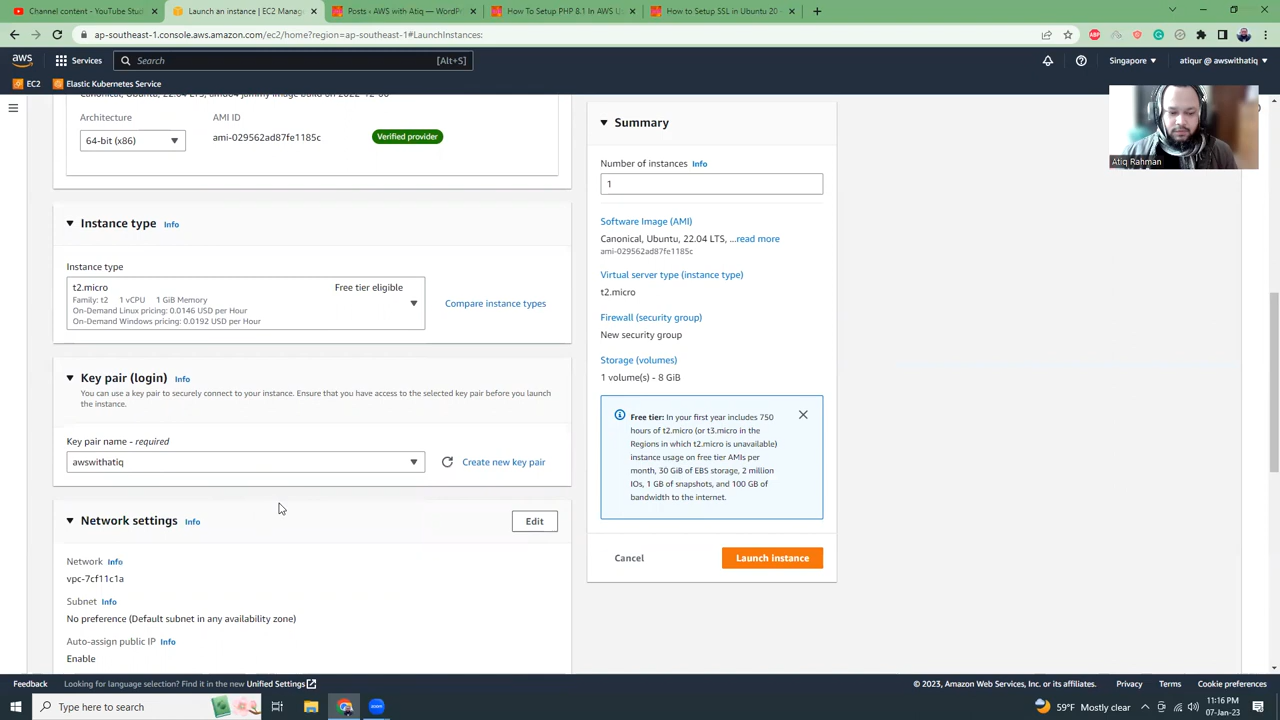 Channel content - YouTube Studio
Launch an instance | EC2 Manag
Posts ‹ AWS with Atiq — WordPr
How To Setup PHP 8.1 In AWS U
How to Setup SSL in Ubuntu 20
ap-southeast-1.console.aws.amazon.com/ec2/home?region=ap-southeast-1#LaunchInstances:
aws
Services
Search
[Alt+S]
Singapore
atiqur @ awswithatiq
EC2
Elastic Kubernetes Service
Canonical, Ubuntu, 22.04 LTS, amd64 jammy image build on 2022-12-06
Architecture
AMI ID
64-bit (x86)
ami-029562ad87fe1185c
Verified provider
Instance type Info
Instance type
t2.micro
Free tier eligible
Family: t2 1 vCPU 1 GiB Memory
On-Demand Linux pricing: 0.0146 USD per Hour
On-Demand Windows pricing: 0.0192 USD per Hour
Compare instance types
Key pair (login) Info
You can use a key pair to securely connect to your instance. Ensure that you have access to the selected key pair before you launch
the instance.
Key pair name - required
awswithatiq
Create new key pair
Network settings Info
Edit
Network Info
vpc-7cf11c1a
Subnet Info
No preference (Default subnet in any availability zone)
Auto-assign public IP Info
Enable
Summary
Number of instances Info
1
Software Image (AMI)
Canonical, Ubuntu, 22.04 LTS, ...read more
ami-029562ad87fe1185c
Virtual server type (instance type)
t2.micro
Firewall (security group)
New security group
Storage (volumes)
1 volume(s) - 8 GiB
Free tier: In your first year includes 750
hours of t2.micro (or t3.micro in the
Regions in which t2.micro is unavailable)
instance usage on free tier AMIs per
month, 30 GiB of EBS storage, 2 million
IOs, 1 GB of snapshots, and 100 GB of
bandwidth to the internet.
Cancel
Launch instance
Atiq Rahman
Feedback
Looking for language selection? Find it in the new Unified Settings
© 2023, Amazon Web Services, Inc. or its affiliates.
Privacy
Terms
Cookie preferences
Type here to search
zoom
59°F Mostly clear
11:16 PM
07-Jan-23